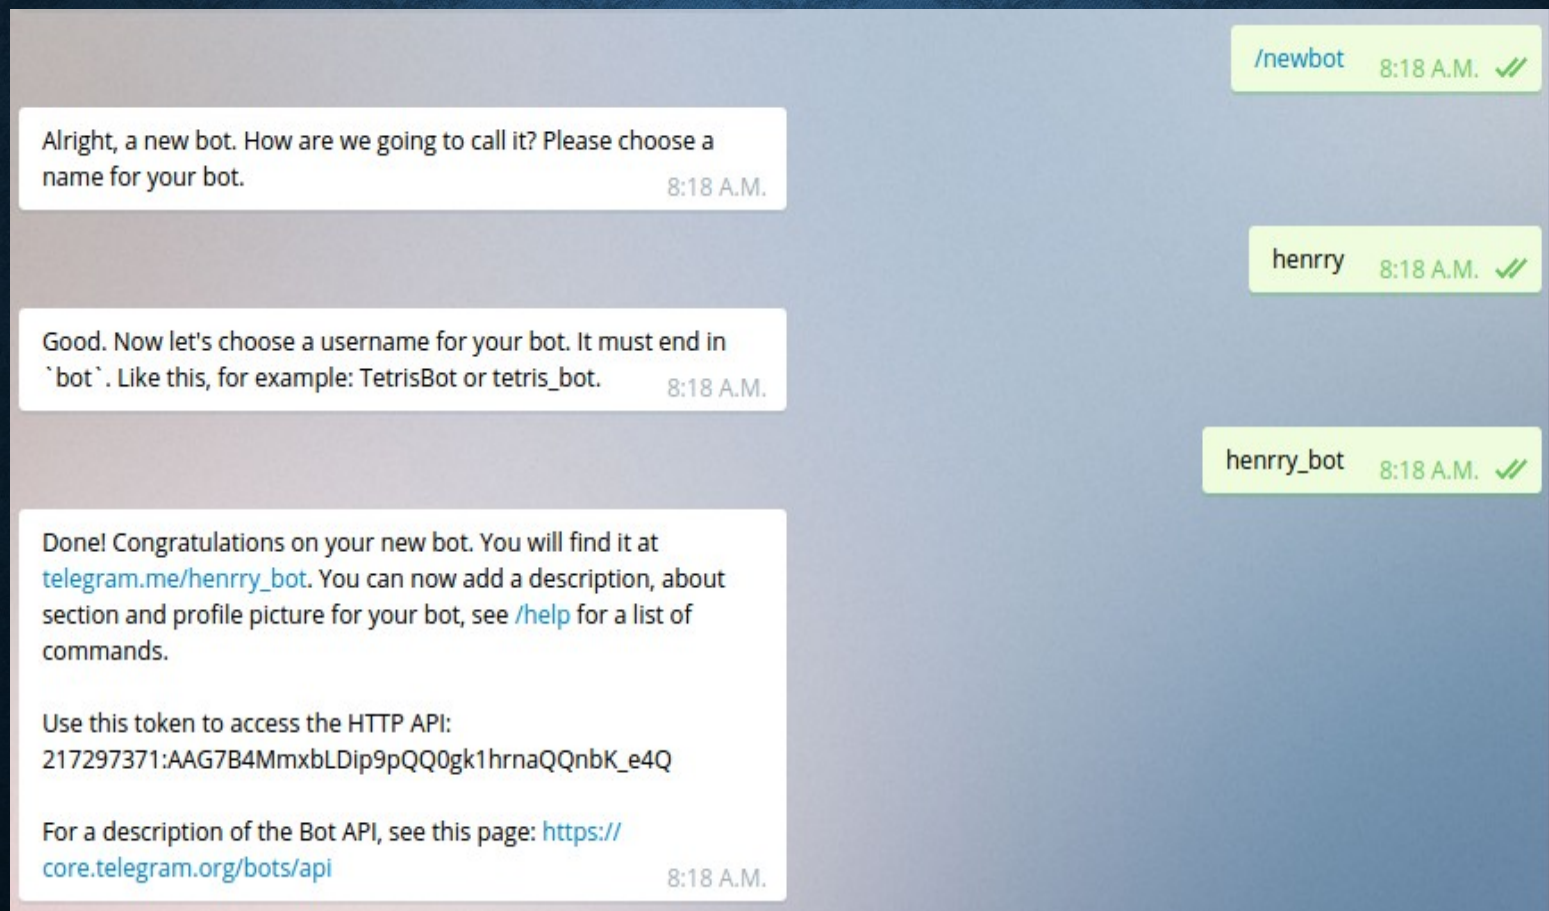 /newbot 8:18 A.M.
Alright, a new bot. How are we going to call it? Please choose a
name for your bot. 8:18 A.M.
henrry 8:18 A.M.
Good. Now let's choose a username for your bot. It must end in
`bot`. Like this, for example: TetrisBot or tetris_bot. 8:18 A.M.
henrry_bot 8:18 A.M.
Done! Congratulations on your new bot. You will find it at
telegram.me/henrry_bot. You can now add a description, about
section and profile picture for your bot, see /help for a list of
commands.
Use this token to access the HTTP API:
217297371:AAG7B4MmxbLDip9pQQ0gk1hrnaQQnbK_e4Q
For a description of the Bot API, see this page: https://
core.telegram.org/bots/api 8:18 A.M.